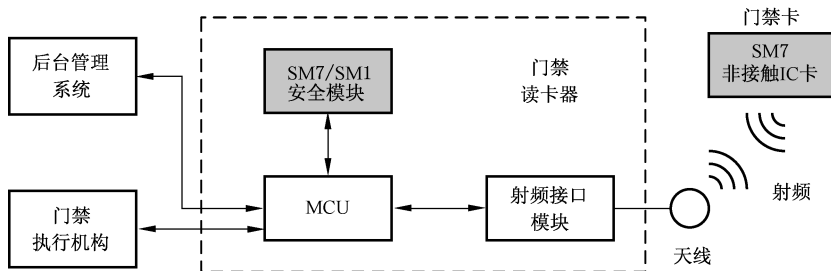 后台管理
系统
门禁
执行机构
SM7/SM1
安全模块
门禁
读卡器
MCU
射频接口
模块
天线
射频
门禁卡
SM7
非接触IC卡